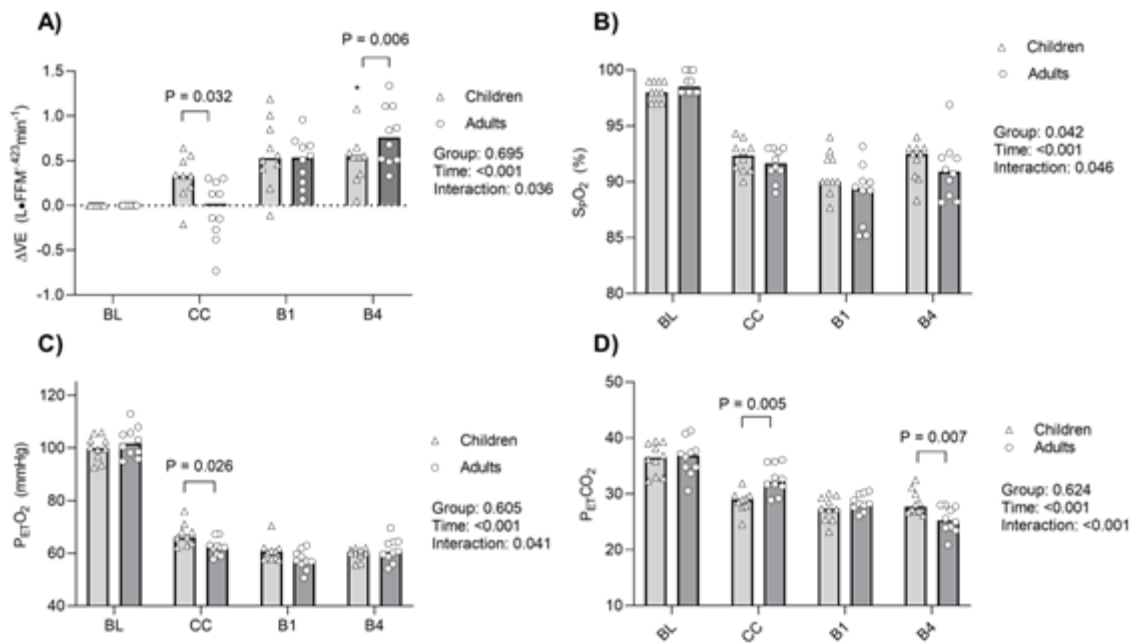 A)
P = 0.006
P = 0.032
1.5
1.0
0.5
0.0
-0.5
-1.0
ΔVE (L•FFM^.423min⁻¹)
BL CC B1 B4
Children
Adults
Group: 0.695
Time: <0.001
Interaction: 0.036
B)
100
95
90
85
80
SpO₂ (%)
BL CC B1 B4
Children
Adults
Group: 0.042
Time: <0.001
Interaction: 0.046
C)
120
100
80
60
40
P = 0.026
PETO₂ (mmHg)
BL CC B1 B4
Children
Adults
Group: 0.605
Time: <0.001
Interaction: 0.041
D)
50
40
30
20
10
P = 0.005
P = 0.007
PETCO₂
BL CC B1 B4
Children
Adults
Group: 0.624
Time: <0.001
Interaction: <0.001